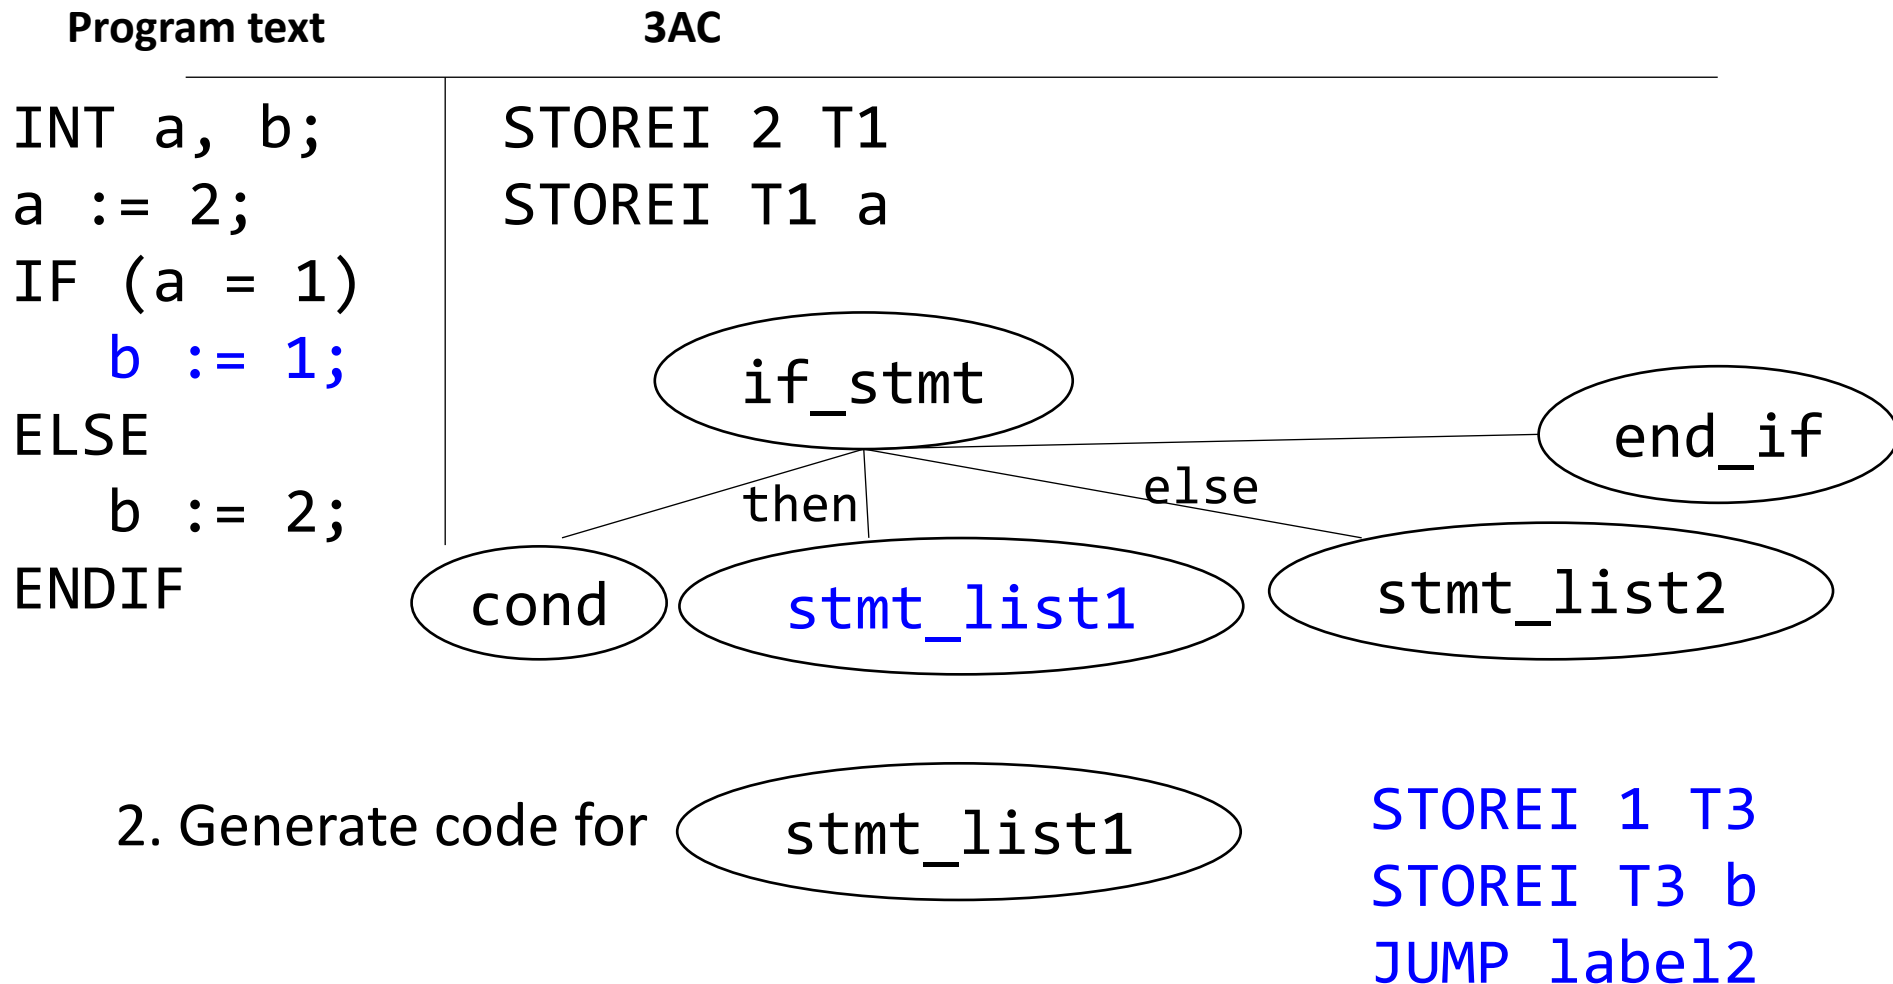 Program text
3AC
INT a, b;
a := 2;
IF (a = 1)
b := 1;
ELSE
b := 2;
ENDIF
STOREI 2 T1
STOREI T1 a
if_stmt
end_if
then
else
cond
stmt_list1
stmt_list2
2. Generate code for
stmt_list1
STOREI 1 T3
STOREI T3 b
JUMP label2